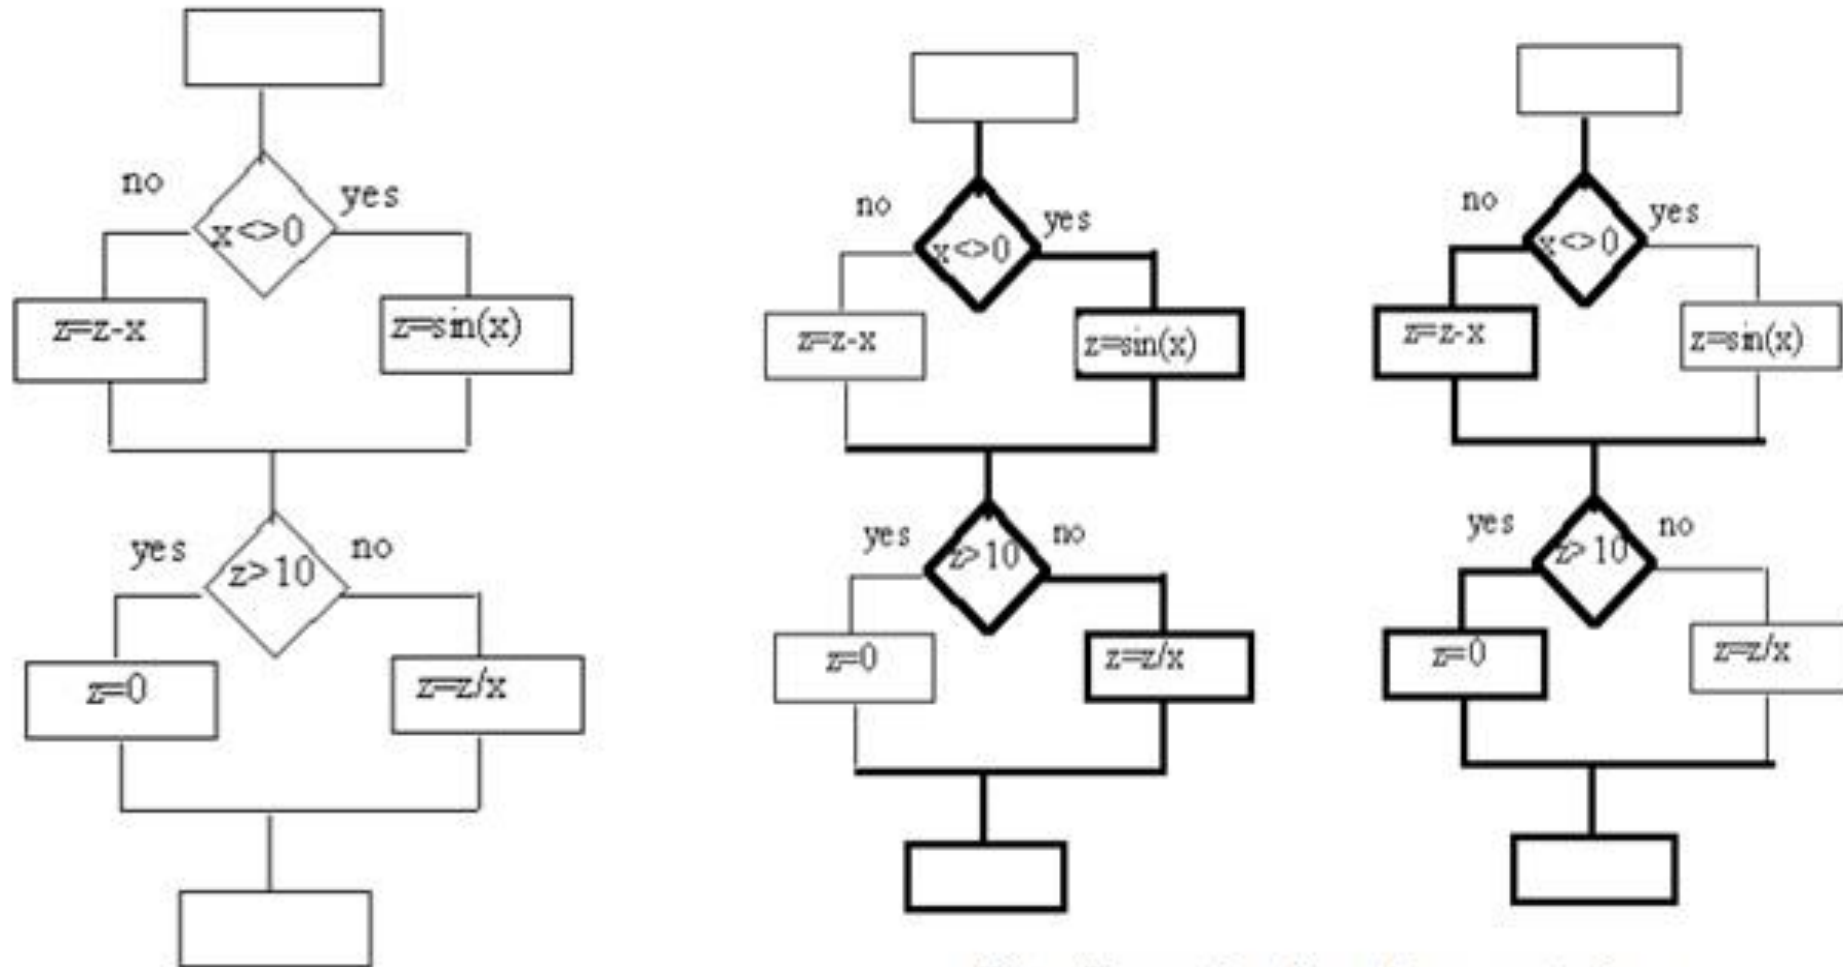 no
yes
x<>0
z=z-x
z=sin(x)
yes
no
z>10
z=0
z=z/x
no
yes
x<>0
z=z-x
z=sin(x)
yes
no
z>10
z=0
z=z/x
no
yes
x<>0
z=z-x
z=sin(x)
yes
no
z>10
z=0
z=z/x